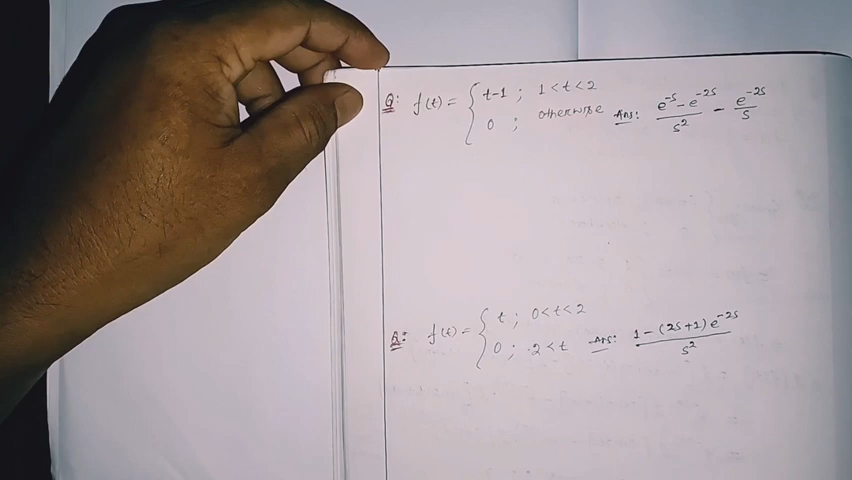 Q: f(t) = { t-1 ; 1<t<2
0 ; otherwise Ans: (e^-s - e^-2s)/s^2 - e^-2s/s
Q: f(t) = { t ; 0<t<2
0 ; 2<t Ans: (1-(2s+1)e^-2s)/s^2